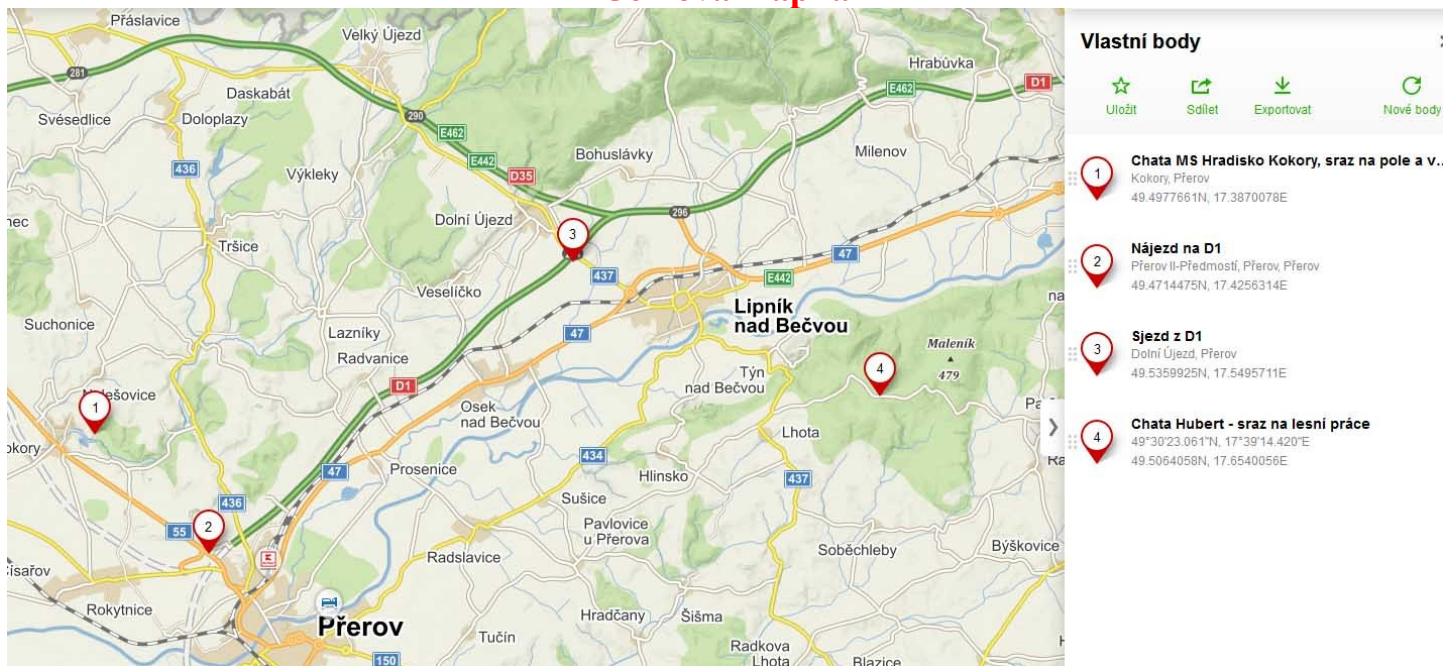 Přáslavice
Velký Újezd
Hrabůvka
281
Daskabát
E462
D1
Svésedlice
Doloplazy
290
E462
436
Výkleky
E442
Bohuslávky
Milenov
D35
Dolní Újezd
296
Tršice
3
47
437
E442
Veselíčko
Lipník
nad Bečvou
Suchonice
Lazníky
47
Radvanice
Maleník
479
4
Týn
nad Bečvou
D1
1
Osek
nad Bečvou
Lhota
434
Prosenice
47
Hlinsko
437
436
Sušice
55
2
Pavlovice
u Přerova
Radslavice
Soběchleby
Býškovice
Císařov
Rokytnice
Přerov
Hradčany
Šišma
Tučín
Radkova
Lhota
150
Blazice
Vlastní body
Uložit
Sdílet
Exportovat
Nové body
1
Chata MS Hradisko Kokory, sraz na pole a v...
Kokory, Přerov
49.4977661N, 17.3870078E
2
Nájezd na D1
Přerov II-Předmostí, Přerov, Přerov
49.4714475N, 17.4256314E
3
Sjezd z D1
Dolní Újezd, Přerov
49.5359925N, 17.5495711E
4
Chata Hubert - sraz na lesní práce
49°30'23.061"N, 17°39'14.420"E
49.5064058N, 17.6540056E